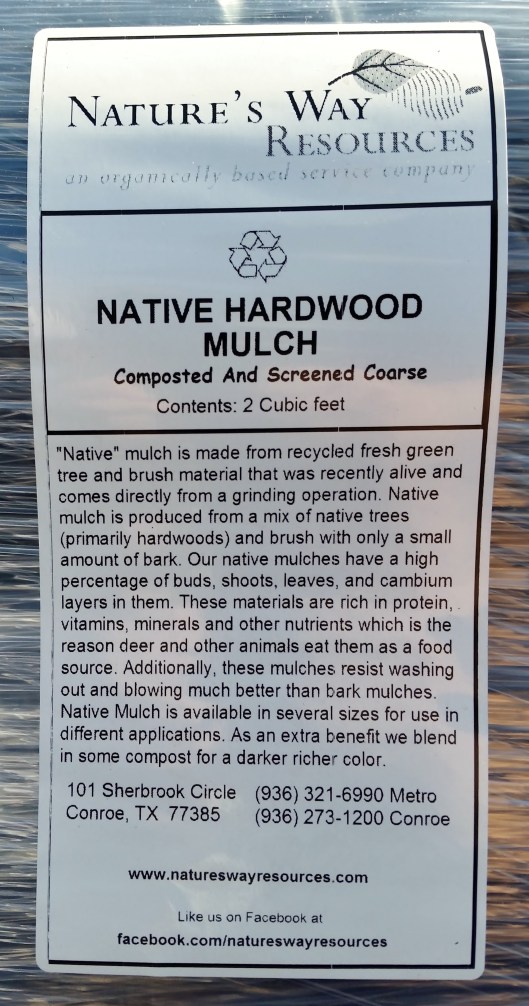 NATURE'S WAY
RESOURCES
an organically based service company
NATIVE HARDWOOD
MULCH
Composted And Screened Coarse
Contents: 2 Cubic feet
"Native" mulch is made from recycled fresh green
tree and brush material that was recently alive and
comes directly from a grinding operation. Native
mulch is produced from a mix of native trees
(primarily hardwoods) and brush with only a small
amount of bark. Our native mulches have a high
percentage of buds, shoots, leaves, and cambium
layers in them. These materials are rich in protein,
vitamins, minerals and other nutrients which is the
reason deer and other animals eat them as a food
source. Additionally, these mulches resist washing
out and blowing much better than bark mulches.
Native Mulch is available in several sizes for use in
different applications. As an extra benefit we blend
in some compost for a darker richer color.
101 Sherbrook Circle (936) 321-6990 Metro
Conroe, TX 77385 (936) 273-1200 Conroe
www.natureswayresources.com
Like us on Facebook at
facebook.com/natureswayresources